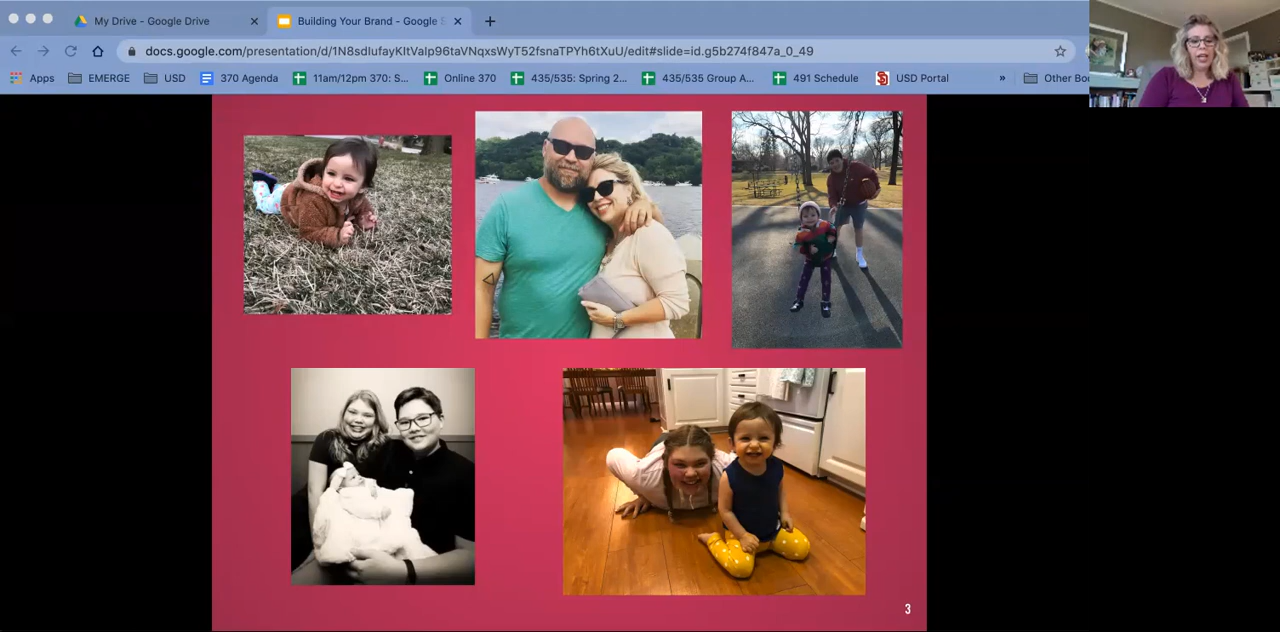 My Drive - Google Drive
Building Your Brand - Google S
docs.google.com/presentation/d/1N8sdIufayKItValp96taVNqxsWyT52fsnaTPYh6tXuU/edit#slide=id.g5b274f847a_0_49
Apps EMERGE USD 370 Agenda 11am/12pm 370: S... Online 370 435/535: Spring 2... 435/535 Group A... 491 Schedule USD Portal » Other Bo
3